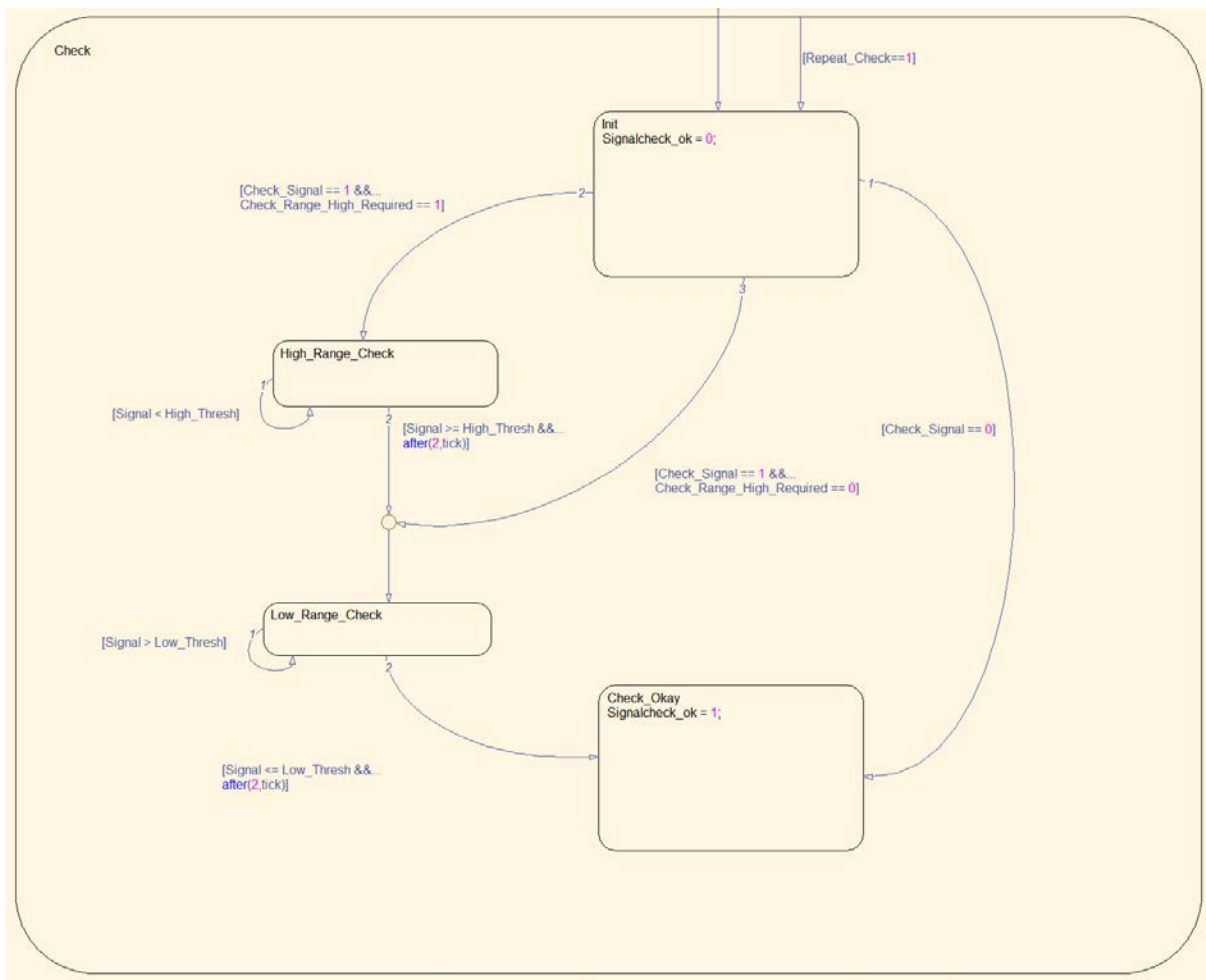 Check
[Repeat_Check==1]
Init
Signalcheck_ok = 0;
1
2
[Check_Signal == 1 &&...
Check_Range_High_Required == 1]
3
High_Range_Check
1
[Signal < High_Thresh]
2
[Signal >= High_Thresh &&...
after(2,tick)]
[Check_Signal == 0]
[Check_Signal == 1 &&...
Check_Range_High_Required == 0]
Low_Range_Check
1
[Signal > Low_Thresh]
2
Check_Okay
Signalcheck_ok = 1;
[Signal <= Low_Thresh &&...
after(2,tick)]